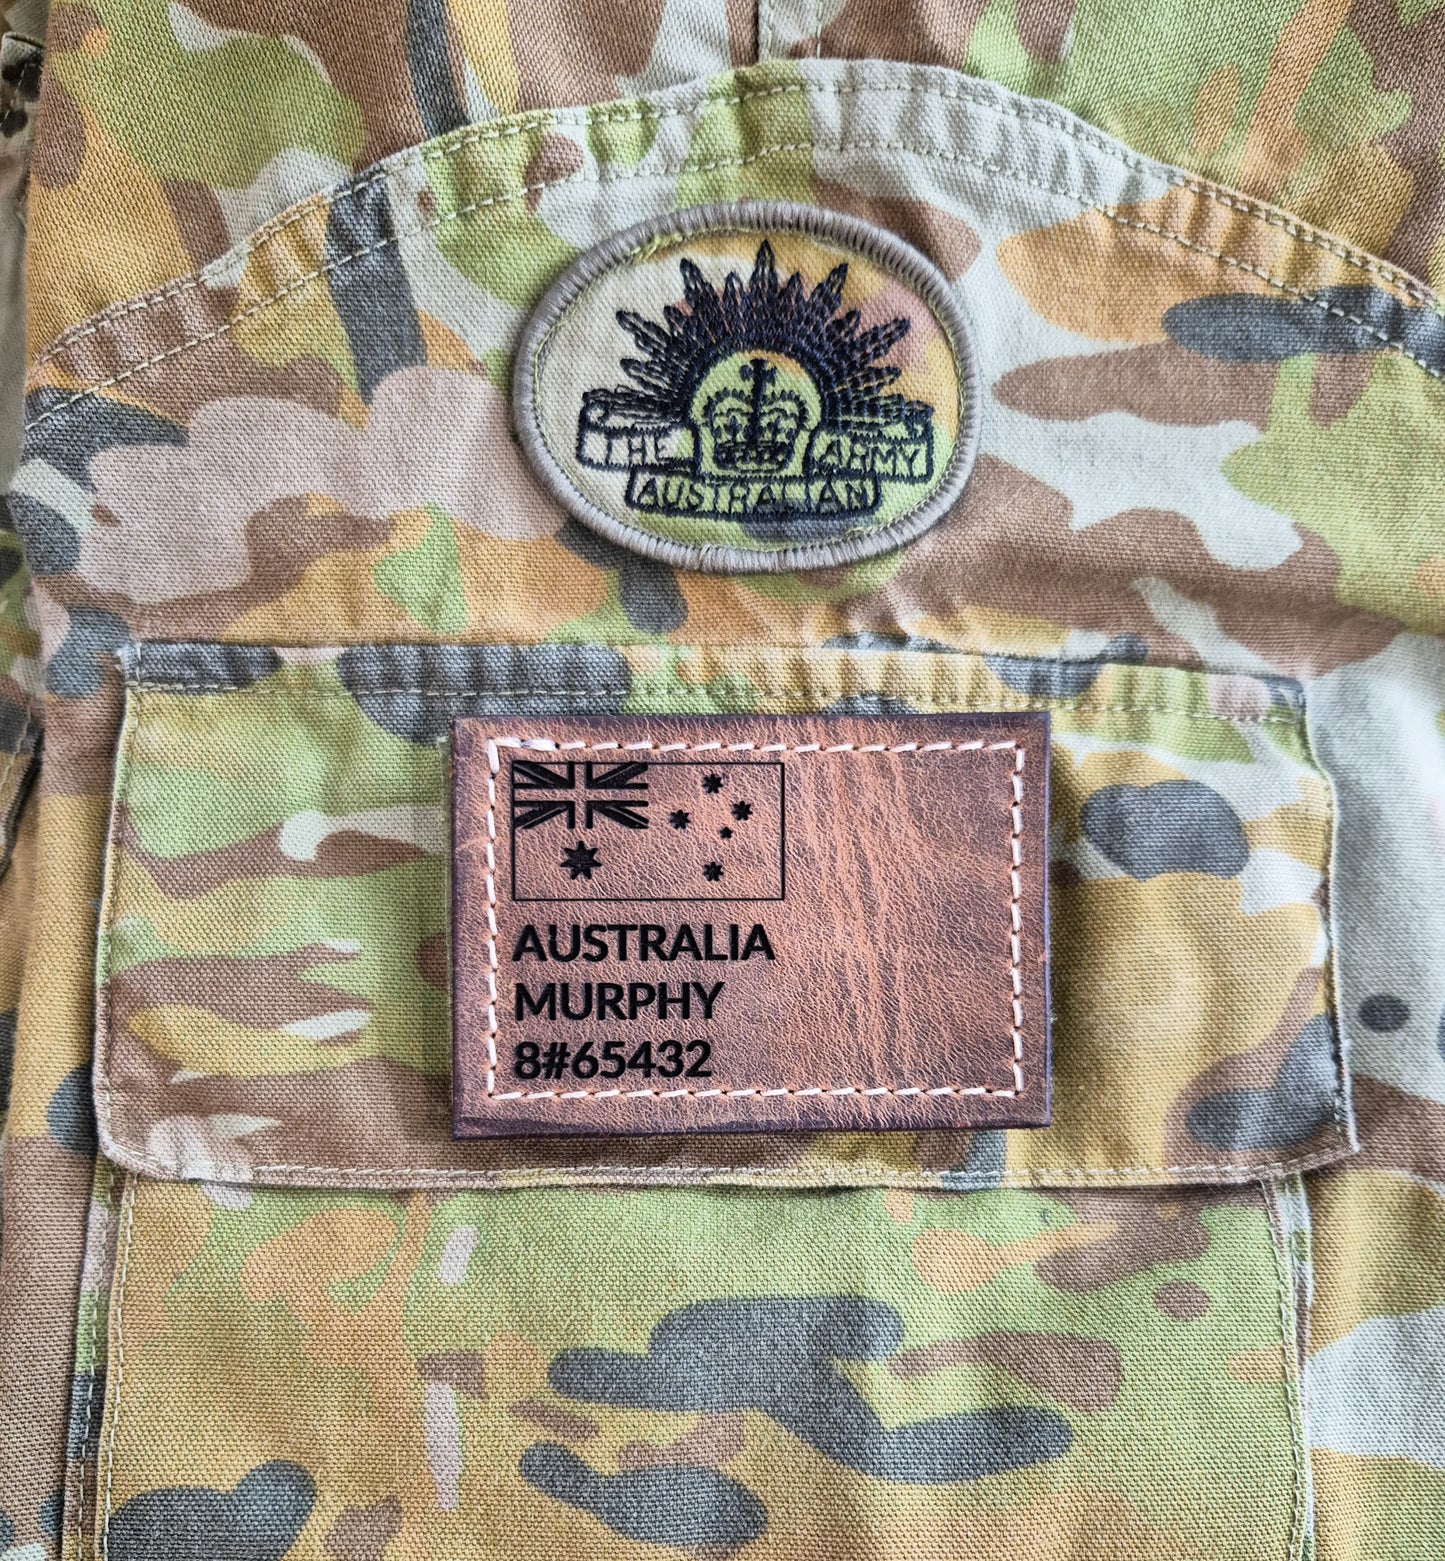 THE ARMY
AUSTRALIAN
AUSTRALIA
MURPHY
8#65432